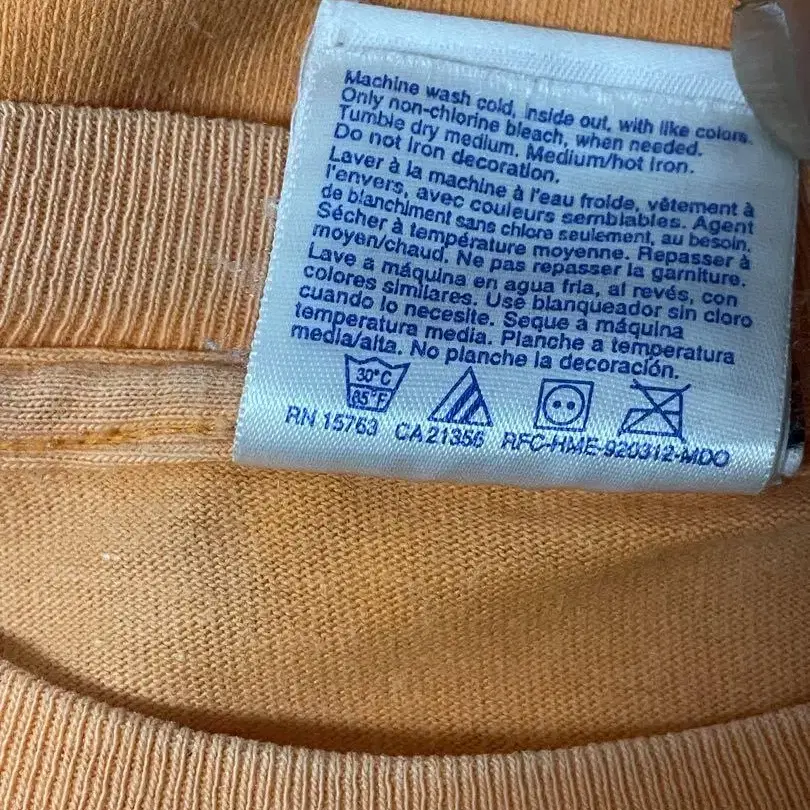 Machine wash cold, inside out, with like colors.
Only non-chlorine bleach, when needed.
Tumble dry medium. Medium/hot iron.
Do not iron decoration.
Laver à la machine à l'eau froide, vêtement à
l'envers, avec couleurs semblables. Agent
de blanchiment sans chlore seulement, au besoin.
Sécher à température moyenne. Repasser à
moyen/chaud. Ne pas repasser la garniture.
Lave a máquina en agua fria, al revés, con
colores similares. Use blanqueador sin cloro
cuando lo necesite. Seque a máquina
temperatura media. Planche a temperatura
media/alta. No planche la decoración.
30°C
85°F
RN 15763 CA 21356 RFC-HME-920312-MDO